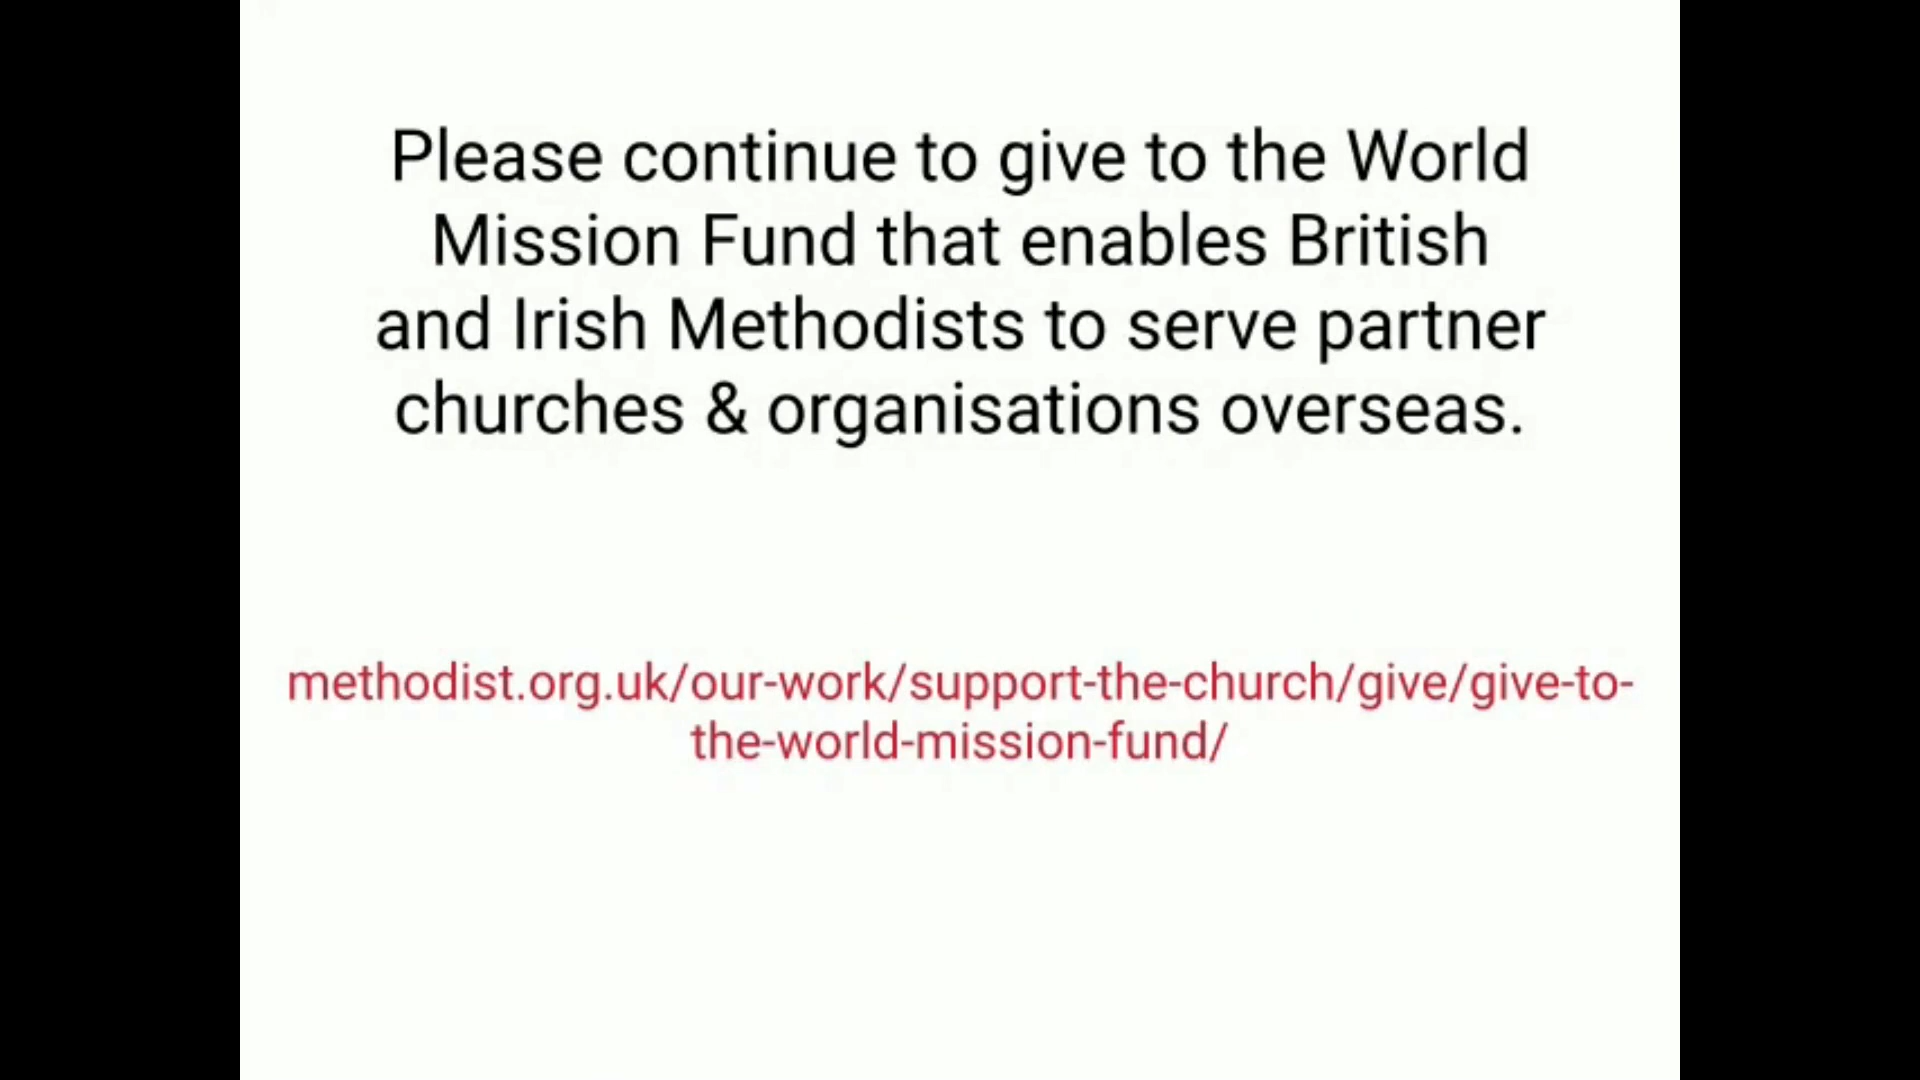 Please continue to give to the World
Mission Fund that enables British
and Irish Methodists to serve partner
churches & organisations overseas.
methodist.org.uk/our-work/support-the-church/give/give-to-
the-world-mission-fund/